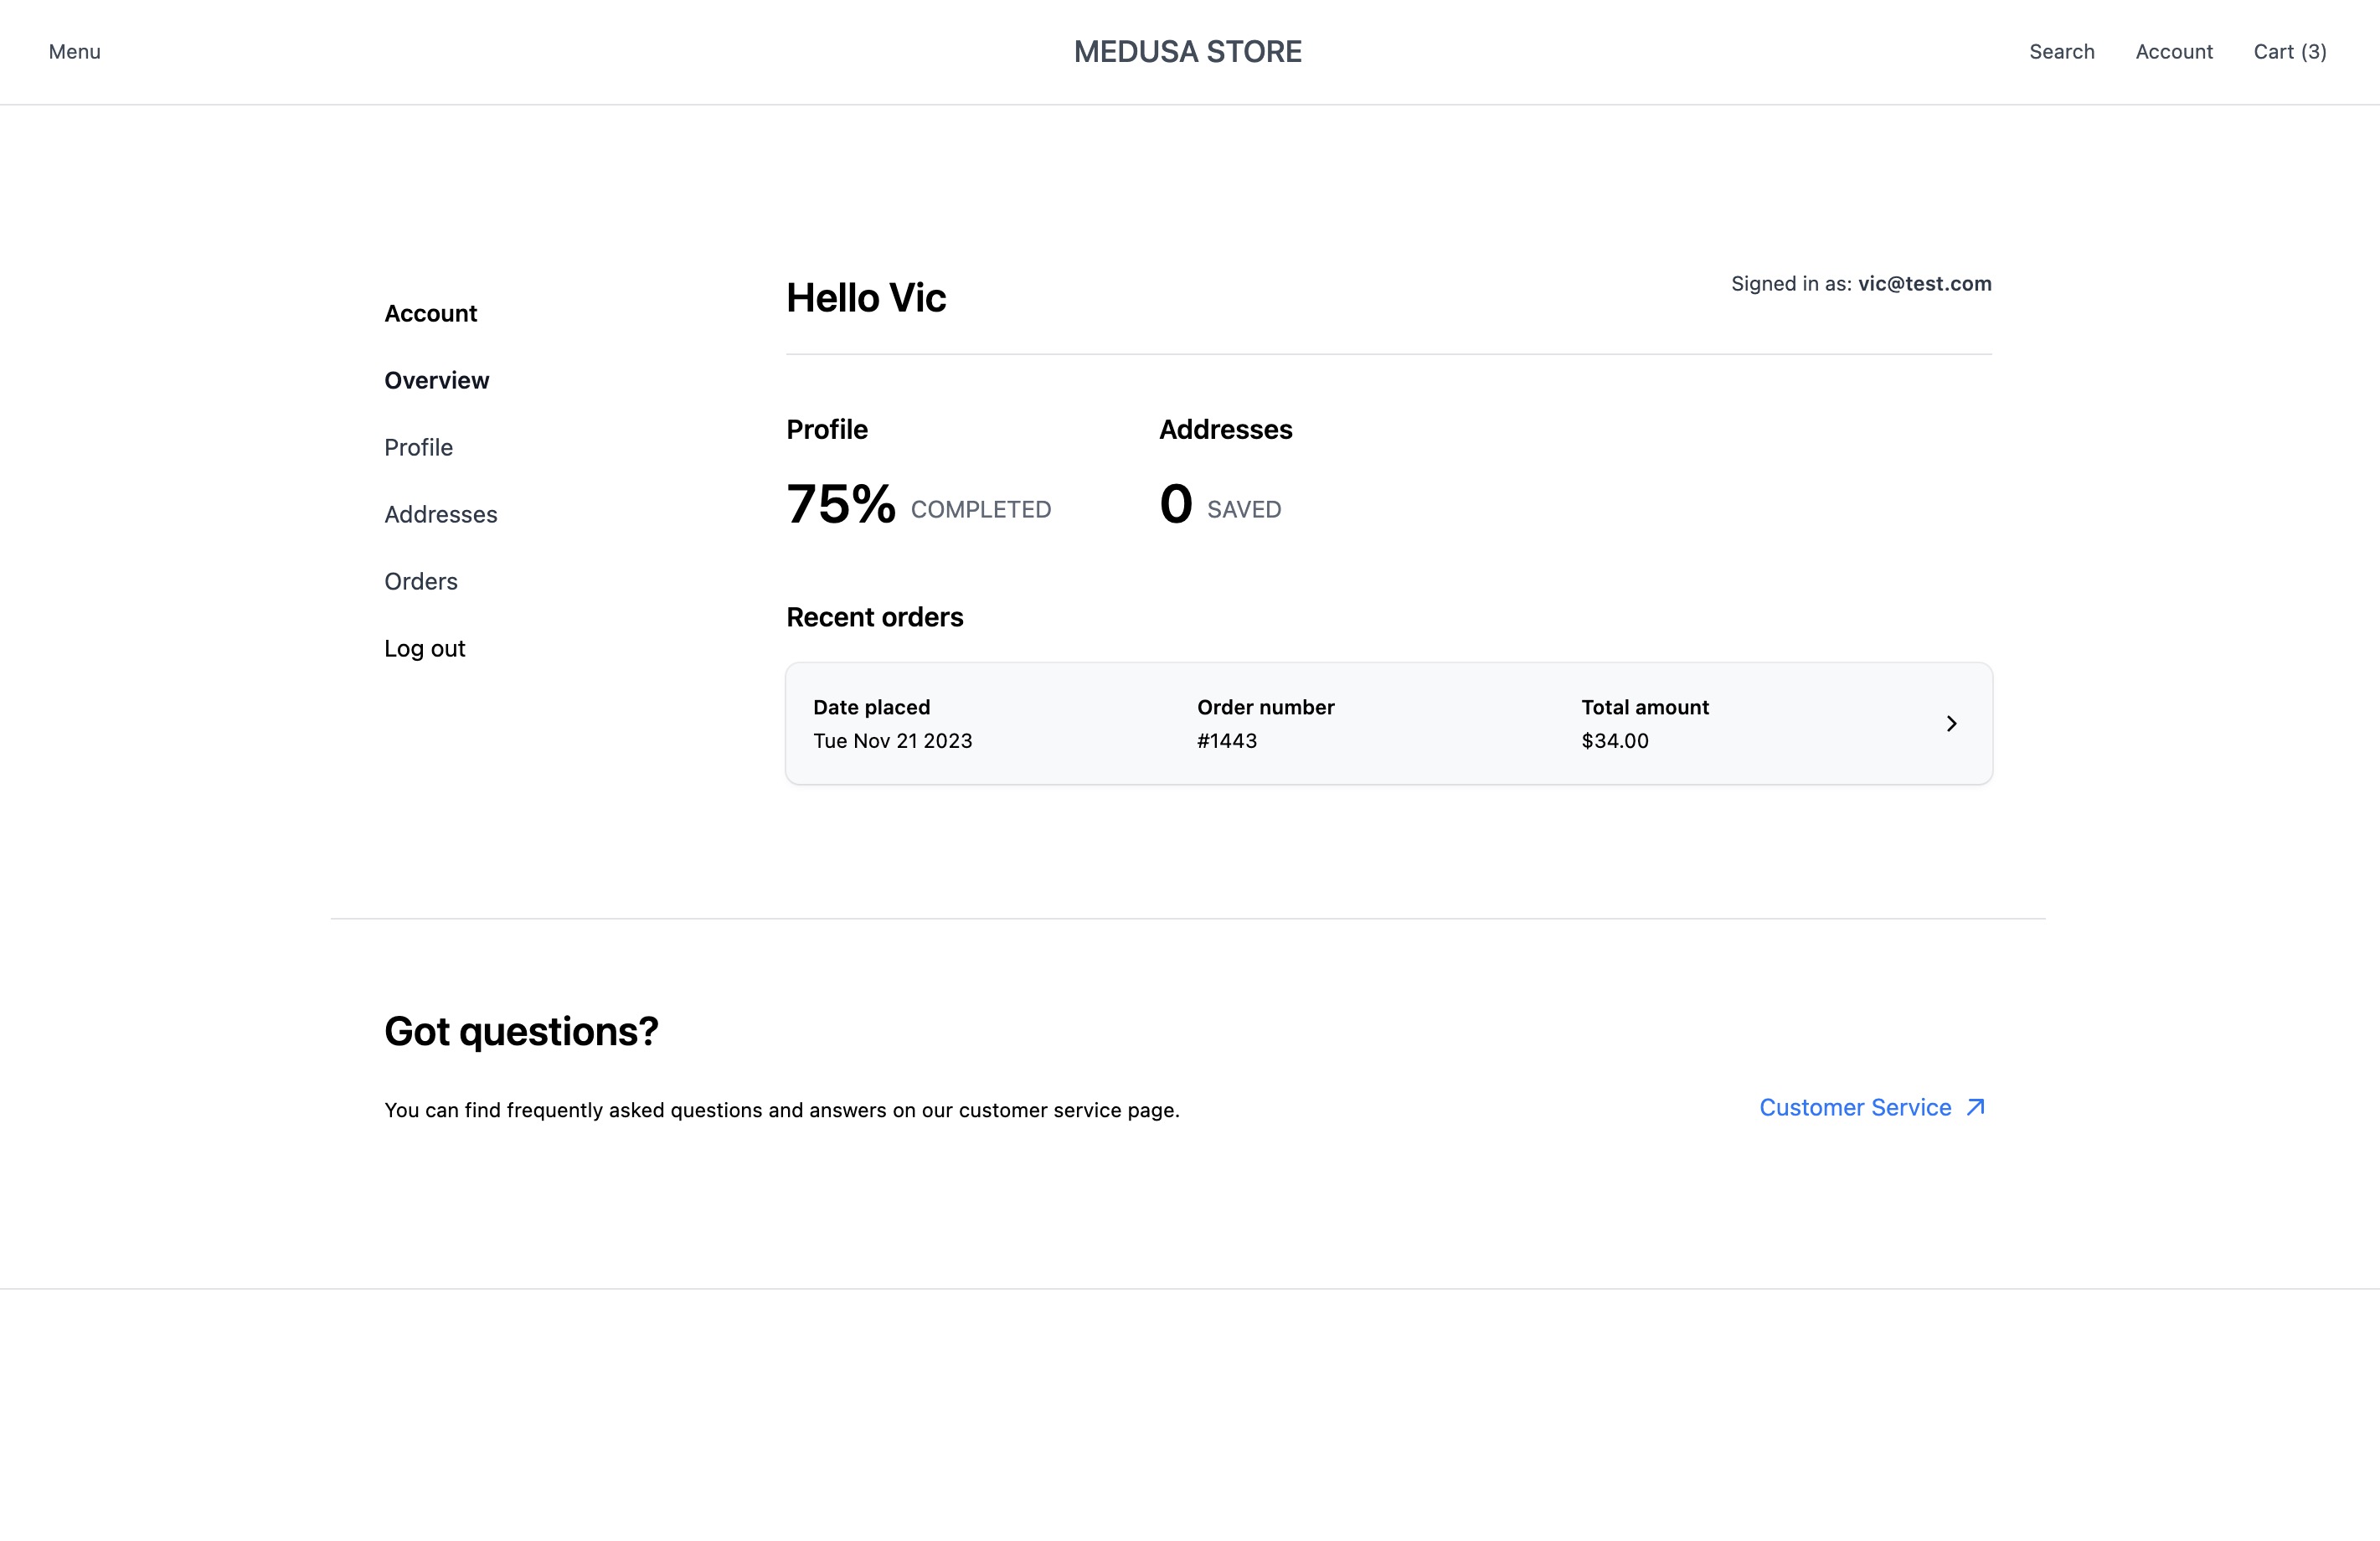 Menu
MEDUSA STORE
Search Account Cart (3)
Account
Overview
Profile
Addresses
Orders
Log out
Hello Vic
Signed in as: vic@test.com
Profile
75% COMPLETED
Addresses
0 SAVED
Recent orders
Date placed
Tue Nov 21 2023
Order number
#1443
Total amount
$34.00
Got questions?
You can find frequently asked questions and answers on our customer service page.
Customer Service